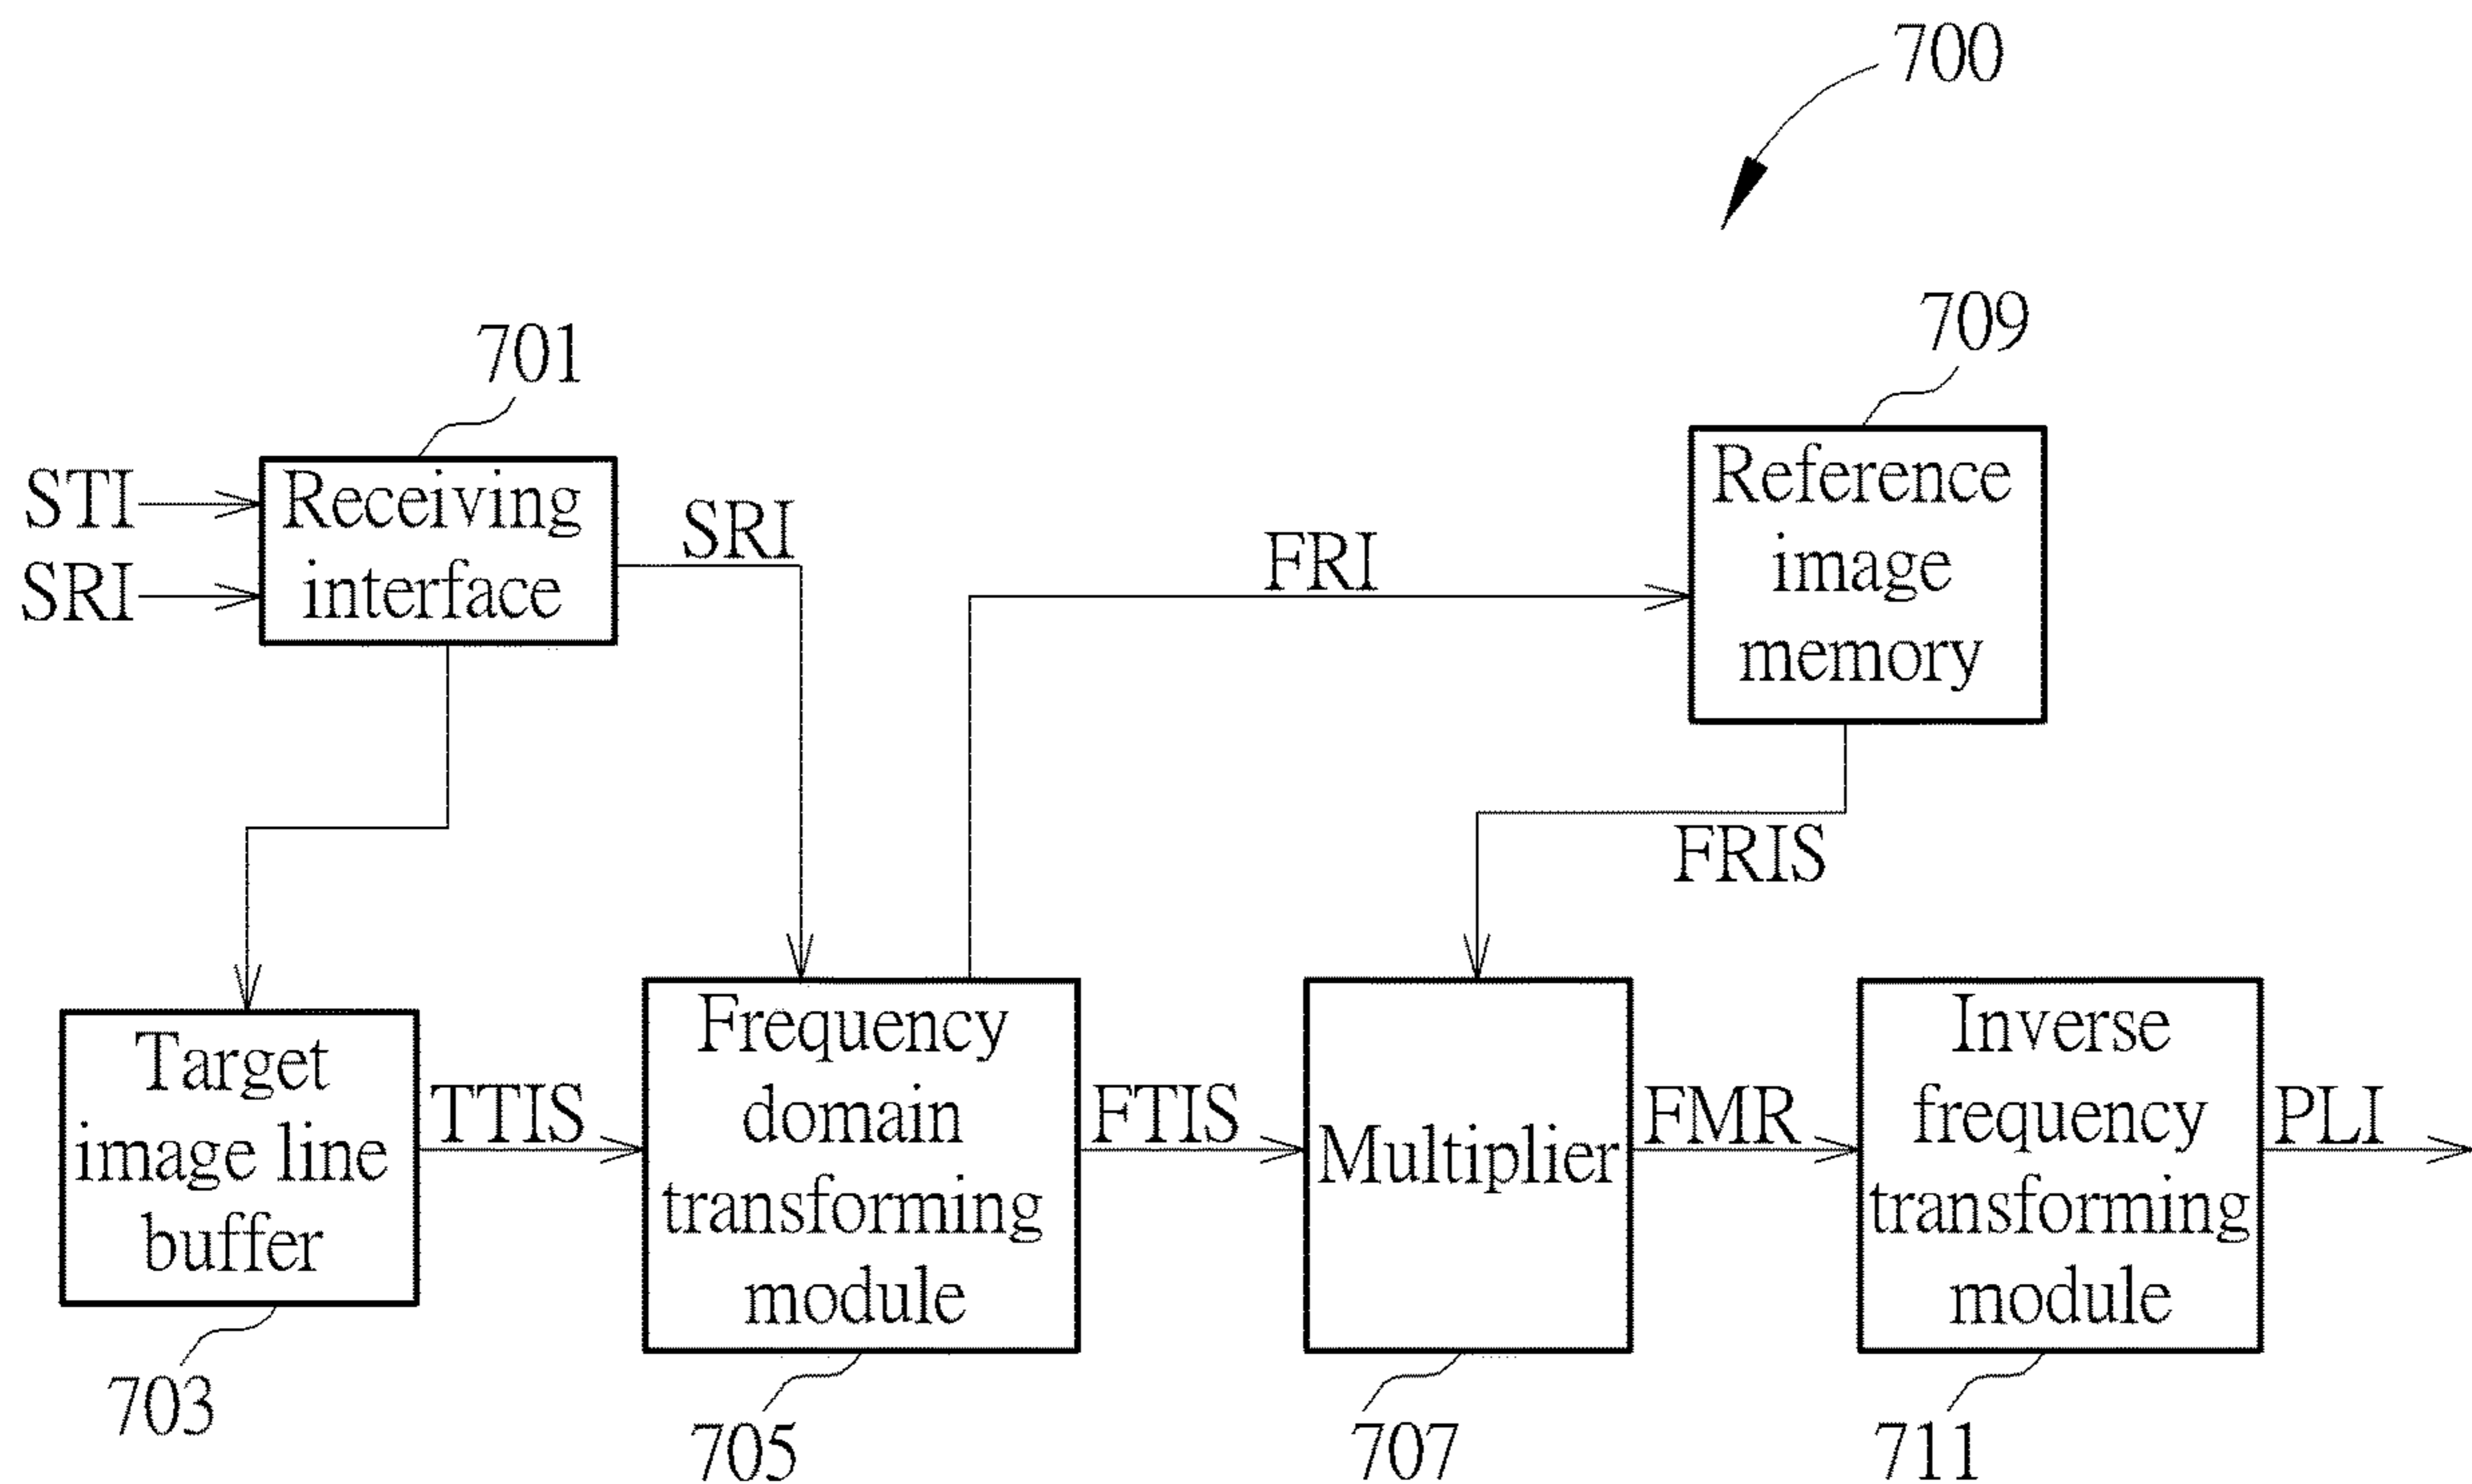 700
709
701
STI
SRI
Receiving
interface
SRI
FRI
Reference
image
memory
FRIS
Target
image line
buffer
TTIS
Frequency
domain
transforming
module
FTIS
Multiplier
FMR
Inverse
frequency
transforming
module
PLI
703
705
707
711